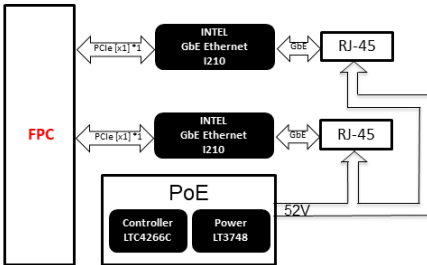 INTEL
GbE Ethernet
I210
PCIe [x1] *1
GbE
RJ-45
FPC
INTEL
GbE Ethernet
I210
PCIe [x1] *1
GbE
RJ-45
PoE
Controller
LTC4266C
Power
LT3748
52V